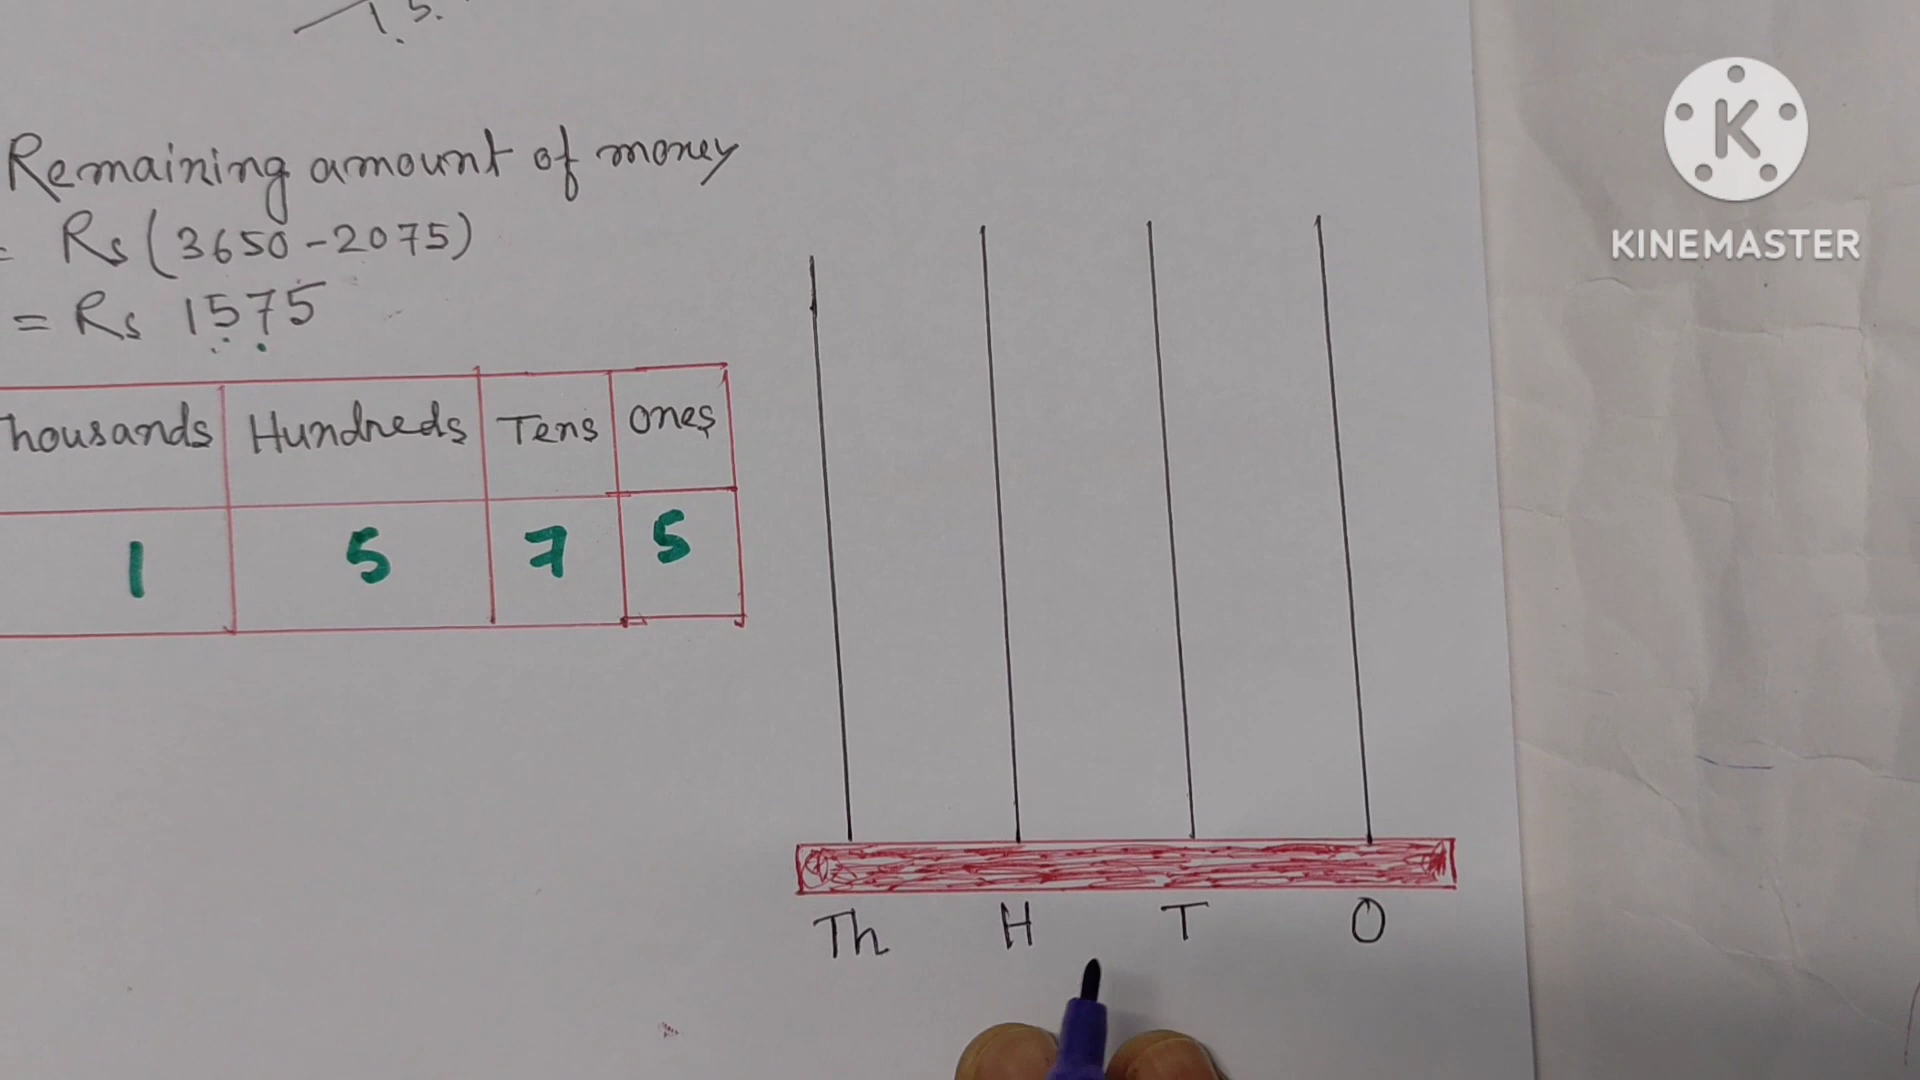 15.
Remaining amount of money
= Rs (3650-2075)
= Rs 1575
housands Hundreds Tens Ones
1 5 7 5
Th H T O
K
KINEMASTER